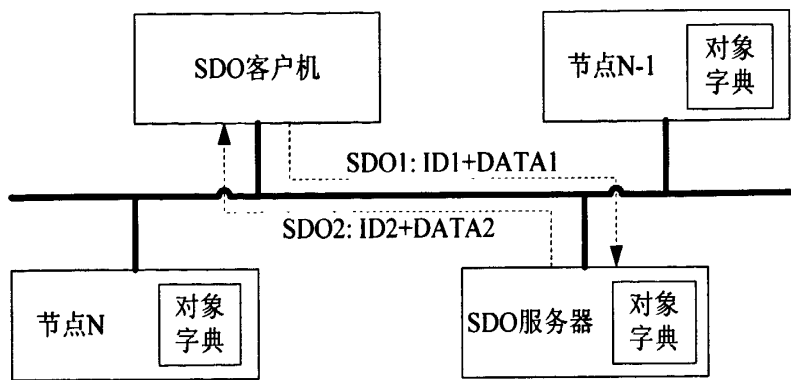 SDO客户机
节点N-1
对象
字典
SDO1: ID1+DATA1
SDO2: ID2+DATA2
节点N
对象
字典
SDO服务器
对象
字典